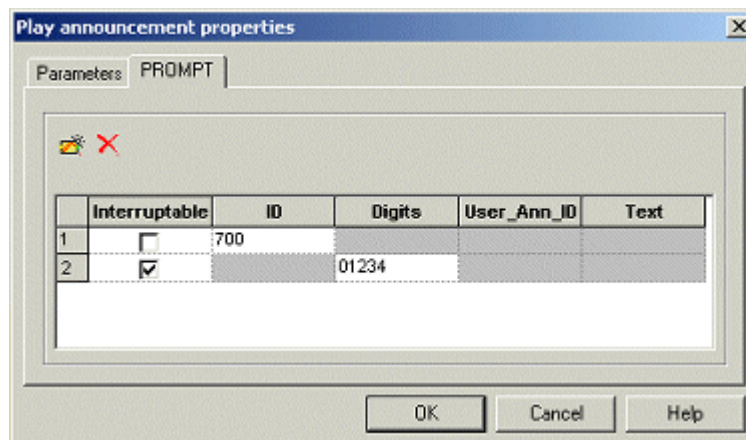 Play announcement properties
Parameters PROMPT
Interruptable ID Digits User_Ann_ID Text
1 700
2 01234
OK Cancel Help